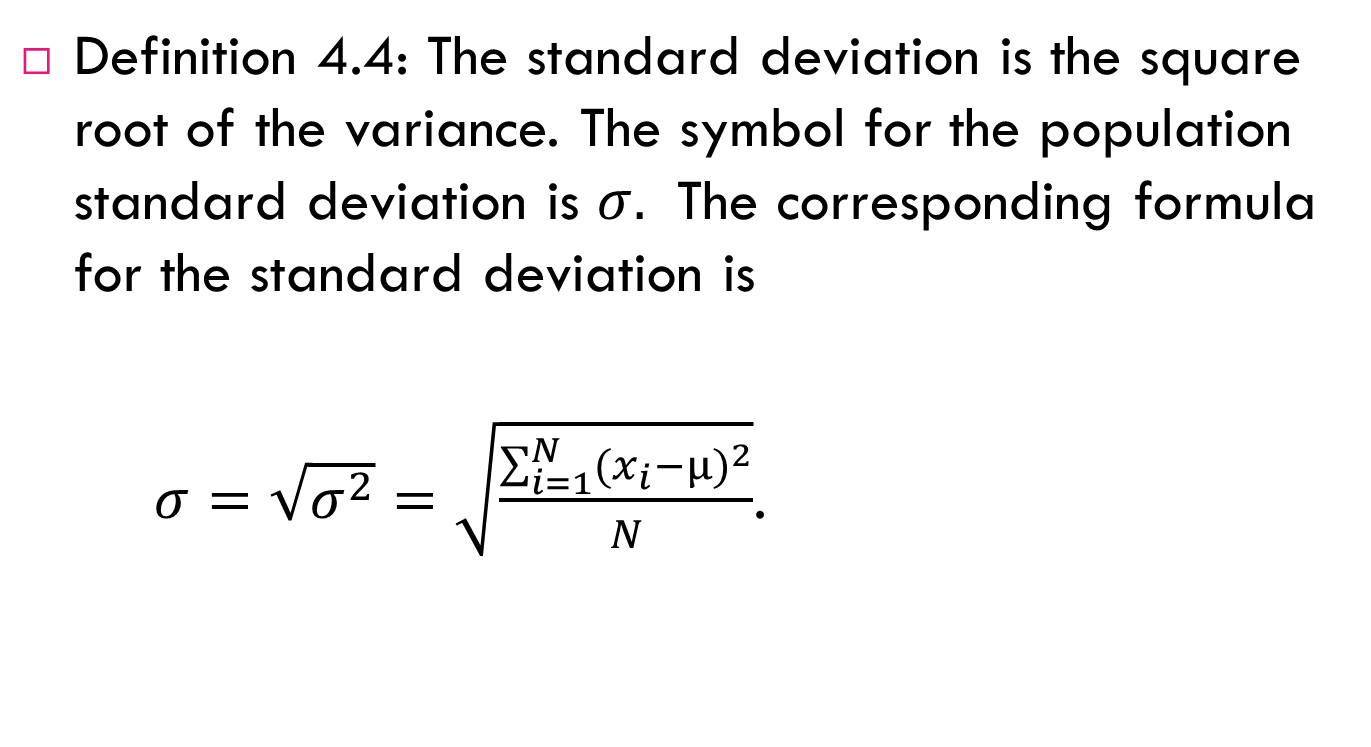 □ Definition 4.4: The standard deviation is the square
root of the variance. The symbol for the population
standard deviation is 𝜎. The corresponding formula
for the standard deviation is
𝜎 = √𝜎² = √(∑ᵢ₌₁ᴺ(𝑥ᵢ−μ)² / 𝑁).